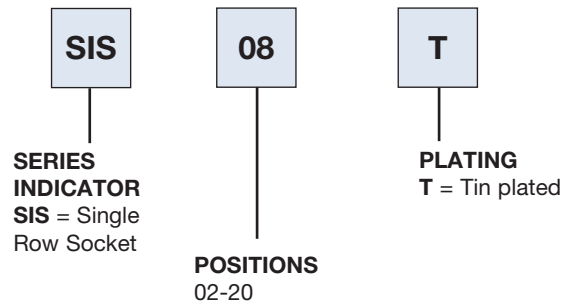 SIS 08 T
SERIES
INDICATOR
SIS = Single
Row Socket
POSITIONS
02-20
PLATING
T = Tin plated